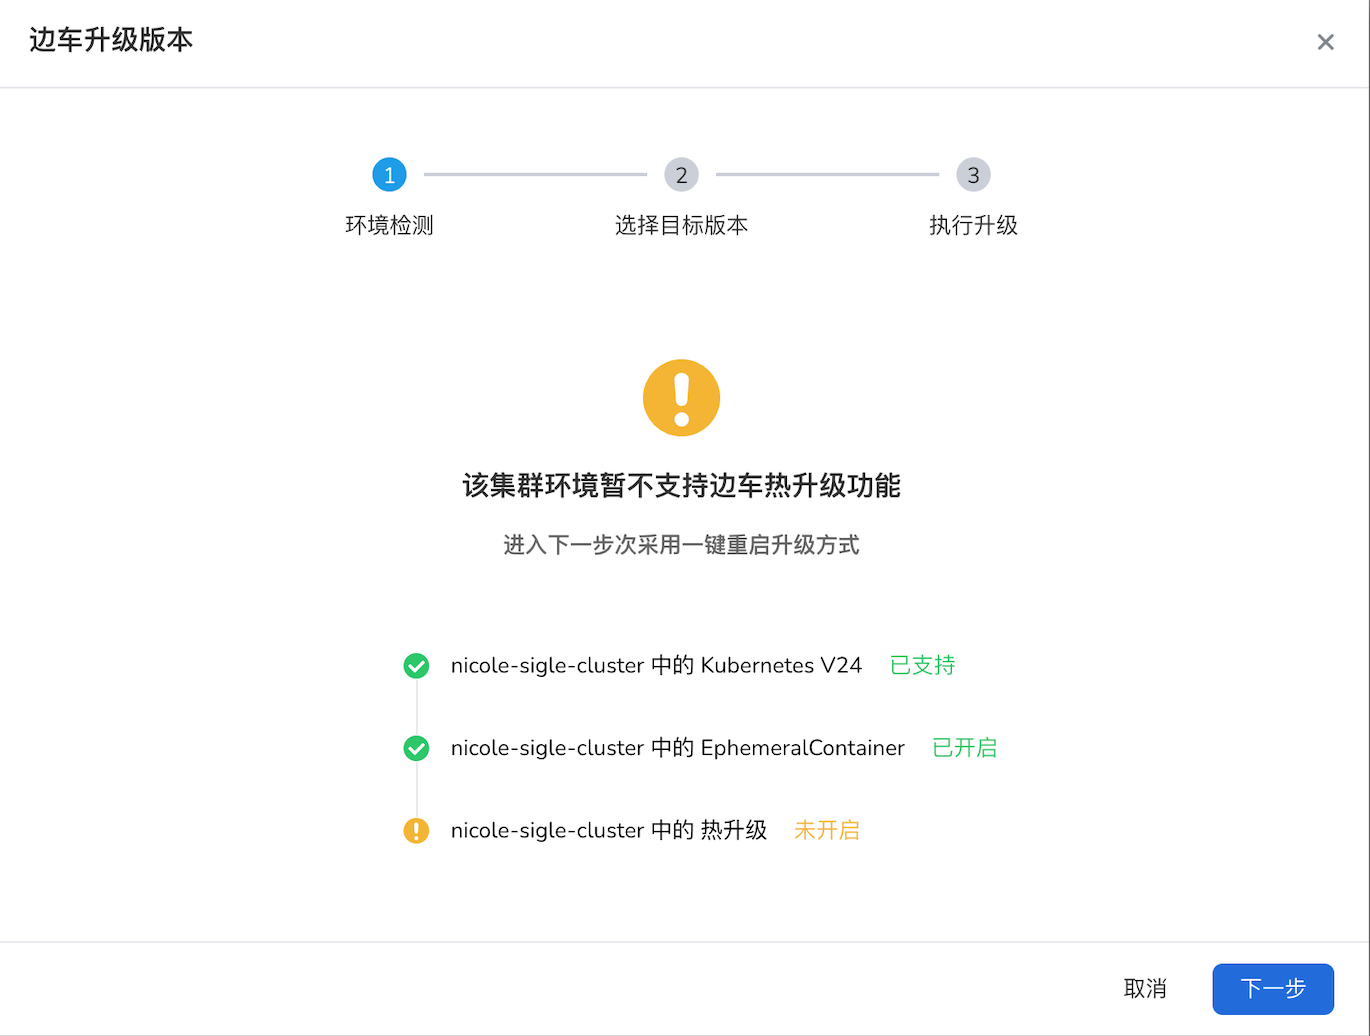 边车升级版本
1
2
3
环境检测
选择目标版本
执行升级
该集群环境暂不支持边车热升级功能
进入下一步次采用一键重启升级方式
nicole-sigle-cluster 中的 Kubernetes V24 已支持
nicole-sigle-cluster 中的 EphemeralContainer 已开启
nicole-sigle-cluster 中的 热升级 未开启
取消
下一步